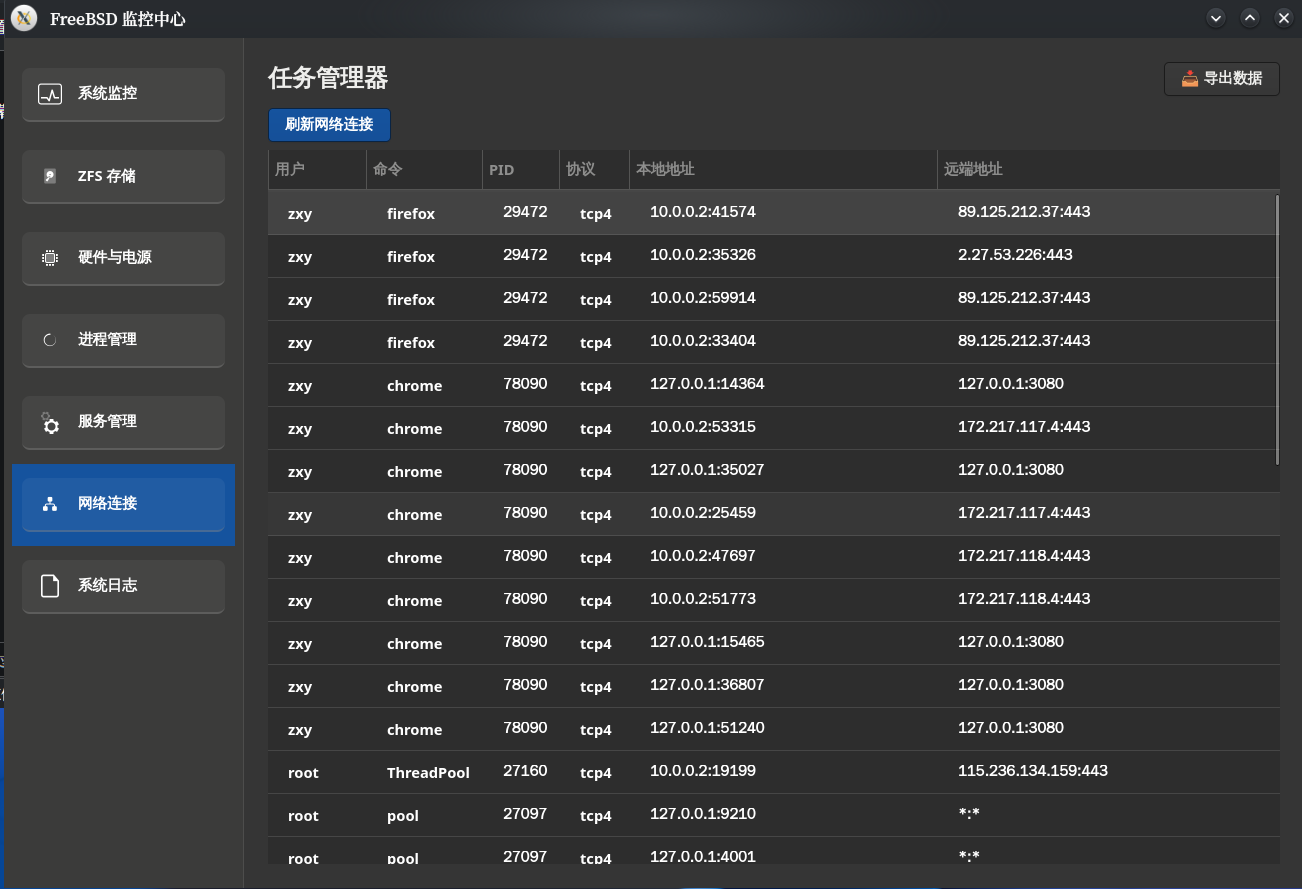 FreeBSD 监控中心
系统监控
ZFS 存储
硬件与电源
进程管理
服务管理
网络连接
系统日志
任务管理器
导出数据
刷新网络连接
用户 命令 PID 协议 本地地址 远端地址
zxy firefox 29472 tcp4 10.0.0.2:41574 89.125.212.37:443
zxy firefox 29472 tcp4 10.0.0.2:35326 2.27.53.226:443
zxy firefox 29472 tcp4 10.0.0.2:59914 89.125.212.37:443
zxy firefox 29472 tcp4 10.0.0.2:33404 89.125.212.37:443
zxy chrome 78090 tcp4 127.0.0.1:14364 127.0.0.1:3080
zxy chrome 78090 tcp4 10.0.0.2:53315 172.217.117.4:443
zxy chrome 78090 tcp4 127.0.0.1:35027 127.0.0.1:3080
zxy chrome 78090 tcp4 10.0.0.2:25459 172.217.117.4:443
zxy chrome 78090 tcp4 10.0.0.2:47697 172.217.118.4:443
zxy chrome 78090 tcp4 10.0.0.2:51773 172.217.118.4:443
zxy chrome 78090 tcp4 127.0.0.1:15465 127.0.0.1:3080
zxy chrome 78090 tcp4 127.0.0.1:36807 127.0.0.1:3080
zxy chrome 78090 tcp4 127.0.0.1:51240 127.0.0.1:3080
root ThreadPool 27160 tcp4 10.0.0.2:19199 115.236.134.159:443
root pool 27097 tcp4 127.0.0.1:9210 *:*
root pool 27097 tcp4 127.0.0.1:4001 *:*